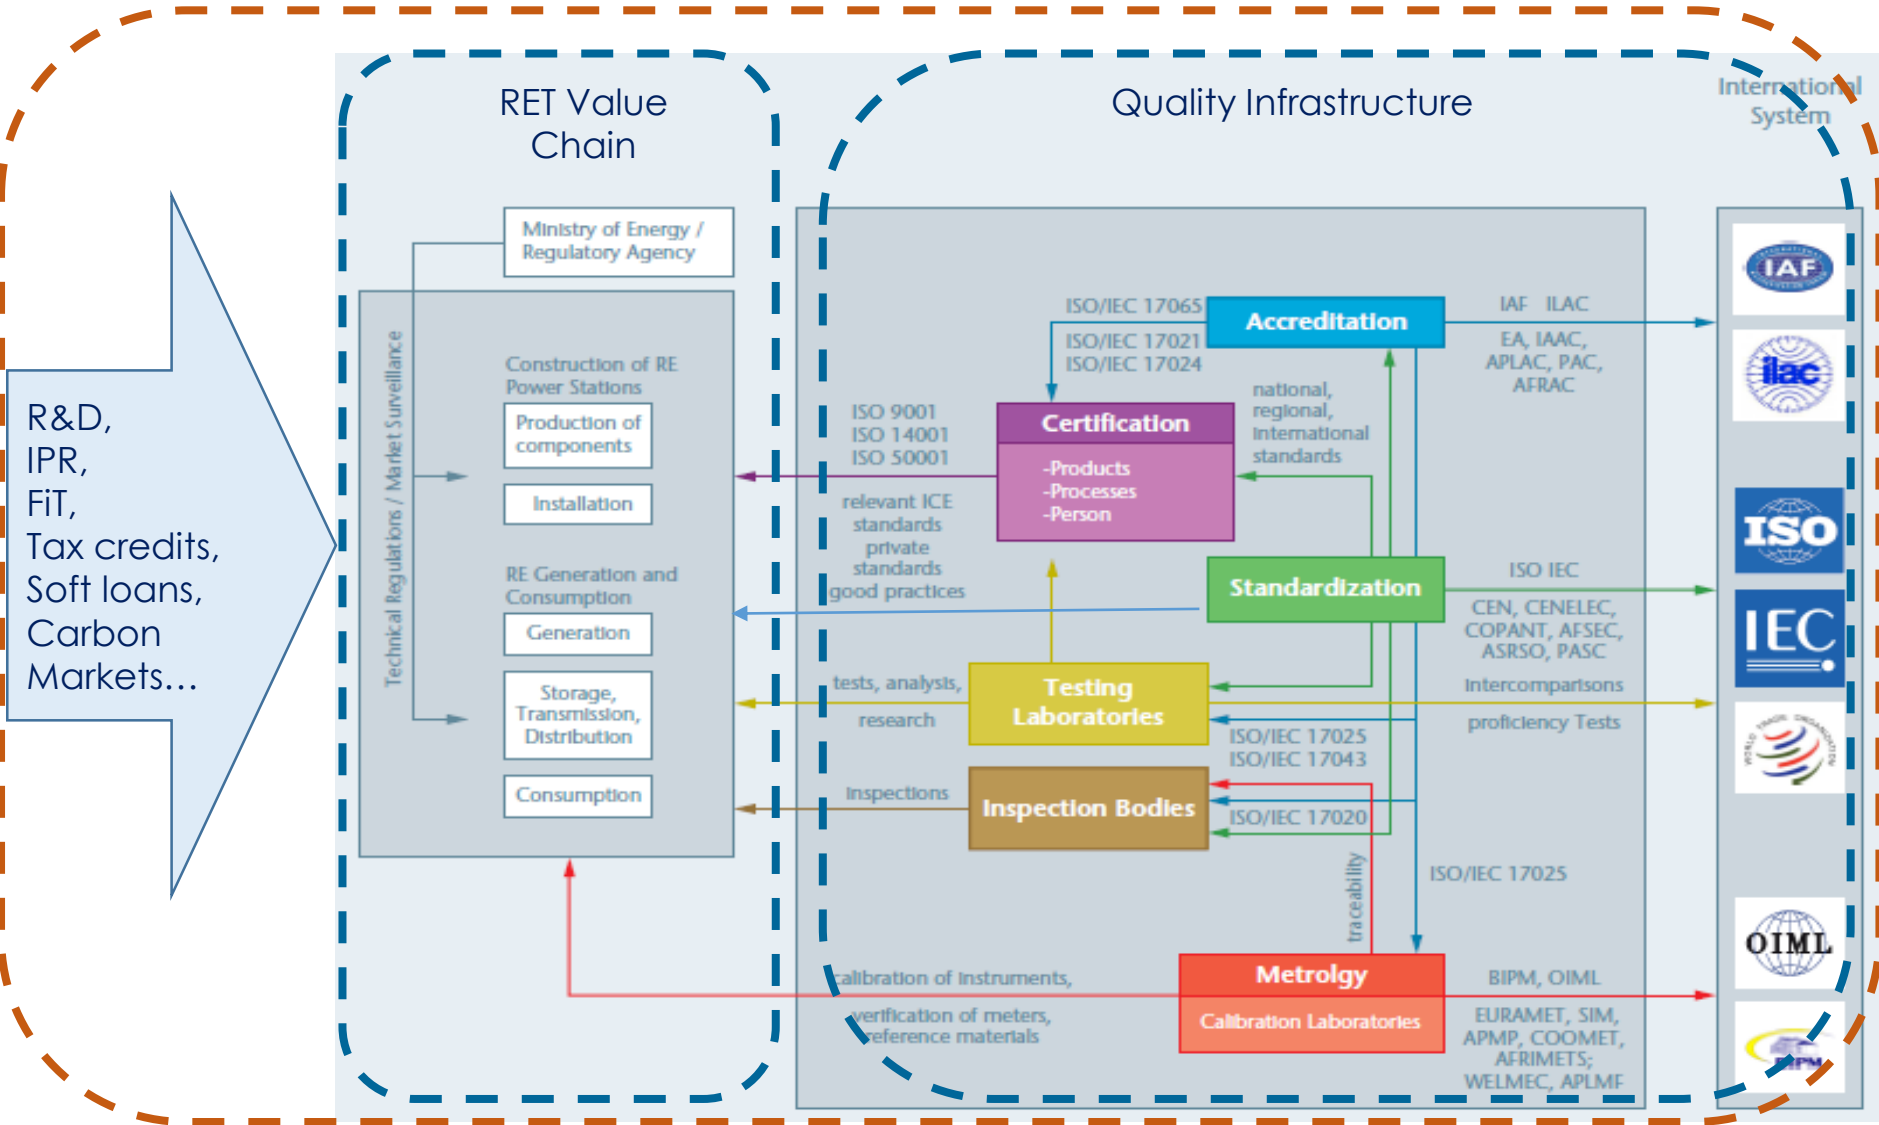 RET Value
Chain
Quality Infrastructure
International
System
R&D,
IPR,
FiT,
Tax credits,
Soft loans,
Carbon
Markets...
Ministry of Energy /
Regulatory Agency
Technical Regulations / Market Surveillance
Construction of RE
Power Stations
Production of
components
Installation
RE Generation and
Consumption
Generation
Storage,
Transmission,
Distribution
Consumption
ISO 9001
ISO 14001
ISO 50001
relevant ICE
standards
private
standards
good practices
tests, analysis,
research
inspections
calibration of instruments,
verification of meters,
reference materials
ISO/IEC 17065
ISO/IEC 17021
ISO/IEC 17024
Accreditation
Certification
-Products
-Processes
-Person
national,
regional,
international
standards
Standardization
Testing
Laboratories
ISO/IEC 17025
ISO/IEC 17043
Inspection Bodies
ISO/IEC 17020
traceability
ISO/IEC 17025
Metrolgy
Calibration Laboratories
IAF ILAC
EA, IAAC,
APLAC, PAC,
AFRAC
ISO IEC
CEN, CENELEC,
COPANT, AFSEC,
ASRSO, PASC
Intercomparisons
proficiency Tests
BIPM, OIML
EURAMET, SIM,
APMP, COOMET,
AFRIMETS;
WELMEC, APLMF
IAF
ilac
ISO
IEC
WORLD TRADE ORGANIZATION
OIML
BIPM